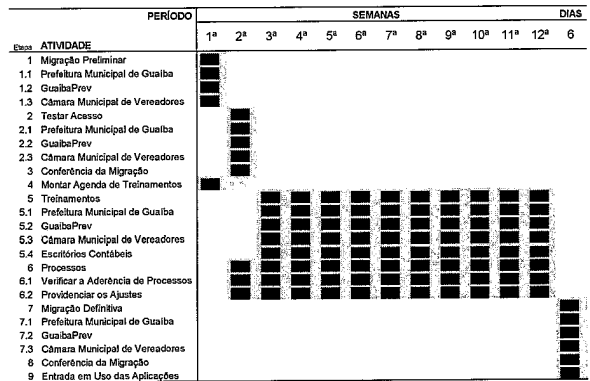 PERÍODO SEMANAS DIAS
Etapa ATIVIDADE 1ª 2ª 3ª 4ª 5ª 6ª 7ª 8ª 9ª 10ª 11ª 12ª 6
1 Migração Preliminar
1.1 Prefeitura Municipal de Guaíba
1.2 GuaíbaPrev
1.3 Câmara Municipal de Vereadores
2 Testar Acesso
2.1 Prefeitura Municipal de Guaíba
2.2 GuaíbaPrev
2.3 Câmara Municipal de Vereadores
3 Conferência da Migração
4 Montar Agenda de Treinamentos
5 Treinamentos
5.1 Prefeitura Municipal de Guaíba
5.2 GuaíbaPrev
5.3 Câmara Municipal de Vereadores
5.4 Escritórios Contábeis
6 Processos
6.1 Verificar a Aderência de Processos
6.2 Providenciar os Ajustes
7 Migração Definitiva
7.1 Prefeitura Municipal de Guaíba
7.2 GuaíbaPrev
7.3 Câmara Municipal de Vereadores
8 Conferência da Migração
9 Entrada em Uso das Aplicações